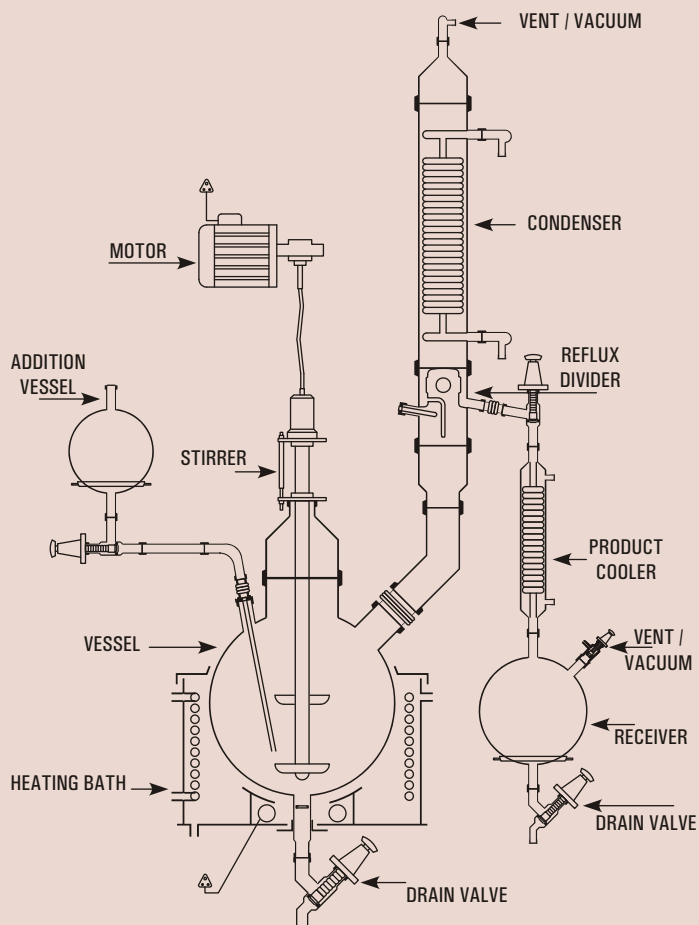 VENT / VACUUM
CONDENSER
MOTOR
REFLUX
DIVIDER
ADDITION
VESSEL
STIRRER
PRODUCT
COOLER
VESSEL
VENT /
VACUUM
RECEIVER
HEATING BATH
DRAIN VALVE
DRAIN VALVE